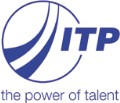 ITP
the power of talent